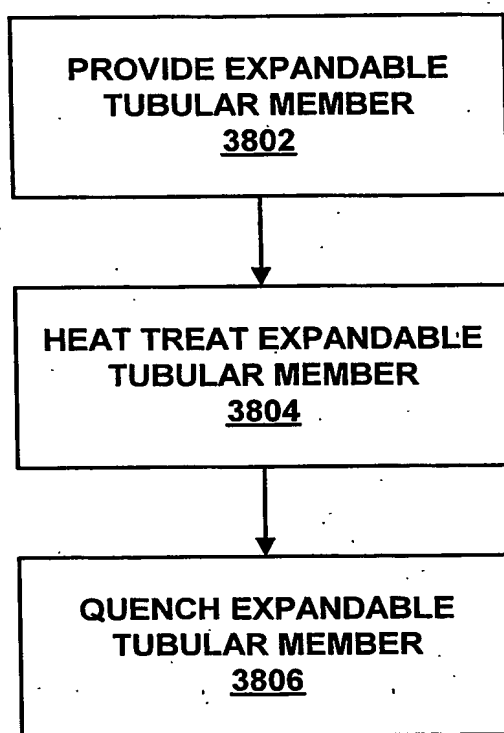 PROVIDE EXPANDABLE
TUBULAR MEMBER
3802
HEAT TREAT EXPANDABLE
TUBULAR MEMBER
3804
QUENCH EXPANDABLE
TUBULAR MEMBER
3806